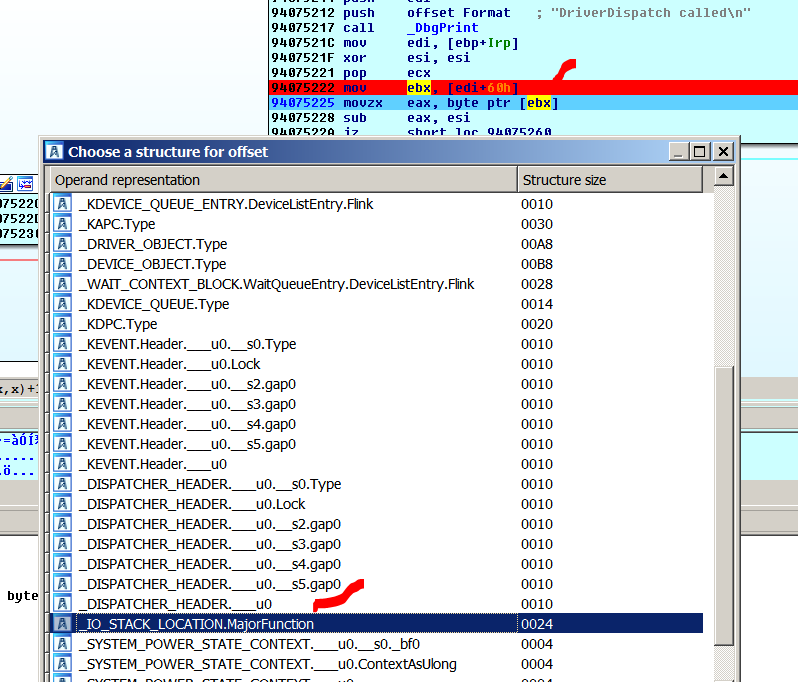 94075212 push    offset Format   ; "DriverDispatch called\n"
94075217 call    _DbgPrint
9407521C mov     edi, [ebp+Irp]
9407521F xor     esi, esi
94075221 pop     ecx
94075222 mov     ebx, [edi+60h]
94075225 movzx   eax, byte ptr [ebx]
94075228 sub     eax, esi
9407522A jz      short loc_94075260
Choose a structure for offset
Operand representation Structure size
_KDEVICE_QUEUE_ENTRY.DeviceListEntry.Flink 0010
_KAPC.Type 0030
_DRIVER_OBJECT.Type 00A8
_DEVICE_OBJECT.Type 00B8
_WAIT_CONTEXT_BLOCK.WaitQueueEntry.DeviceListEntry.Flink 0028
_KDEVICE_QUEUE.Type 0014
_KDPC.Type 0020
_KEVENT.Header.___u0.__s0.Type 0010
_KEVENT.Header.___u0.Lock 0010
_KEVENT.Header.___u0.__s2.gap0 0010
_KEVENT.Header.___u0.__s3.gap0 0010
_KEVENT.Header.___u0.__s4.gap0 0010
_KEVENT.Header.___u0.__s5.gap0 0010
_KEVENT.Header.___u0 0010
_DISPATCHER_HEADER.___u0.__s0.Type 0010
_DISPATCHER_HEADER.___u0.Lock 0010
_DISPATCHER_HEADER.___u0.__s2.gap0 0010
_DISPATCHER_HEADER.___u0.__s3.gap0 0010
_DISPATCHER_HEADER.___u0.__s4.gap0 0010
_DISPATCHER_HEADER.___u0.__s5.gap0 0010
_DISPATCHER_HEADER.___u0 0010
_IO_STACK_LOCATION.MajorFunction 0024
_SYSTEM_POWER_STATE_CONTEXT.___u0.__s0._bf0 0004
_SYSTEM_POWER_STATE_CONTEXT.___u0.ContextAsUlong 0004
byte